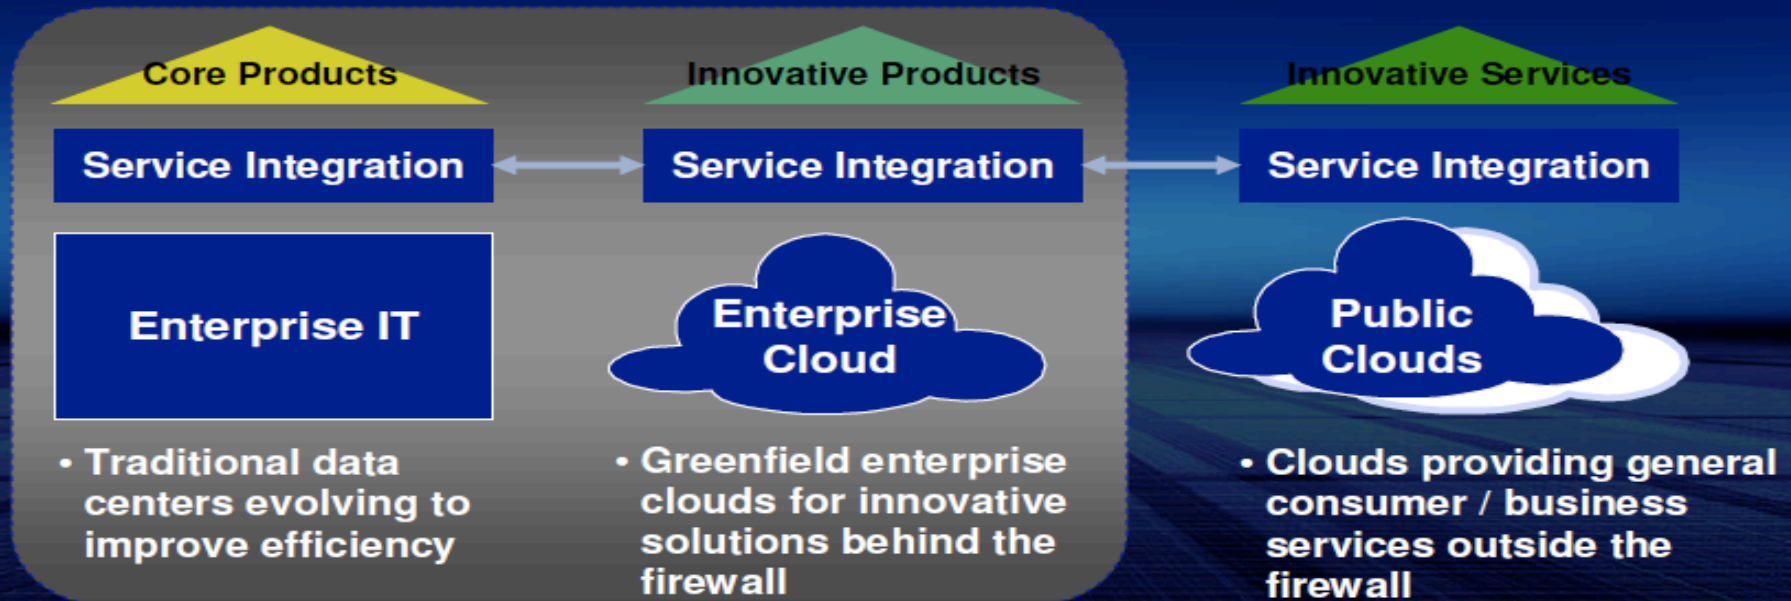 Core Products
Innovative Products
Innovative Services
Service Integration
Service Integration
Service Integration
Enterprise IT
Enterprise
Cloud
Public
Clouds
• Traditional data
centers evolving to
improve efficiency
• Greenfield enterprise
clouds for innovative
solutions behind the
firewall
• Clouds providing general
consumer / business
services outside the
firewall